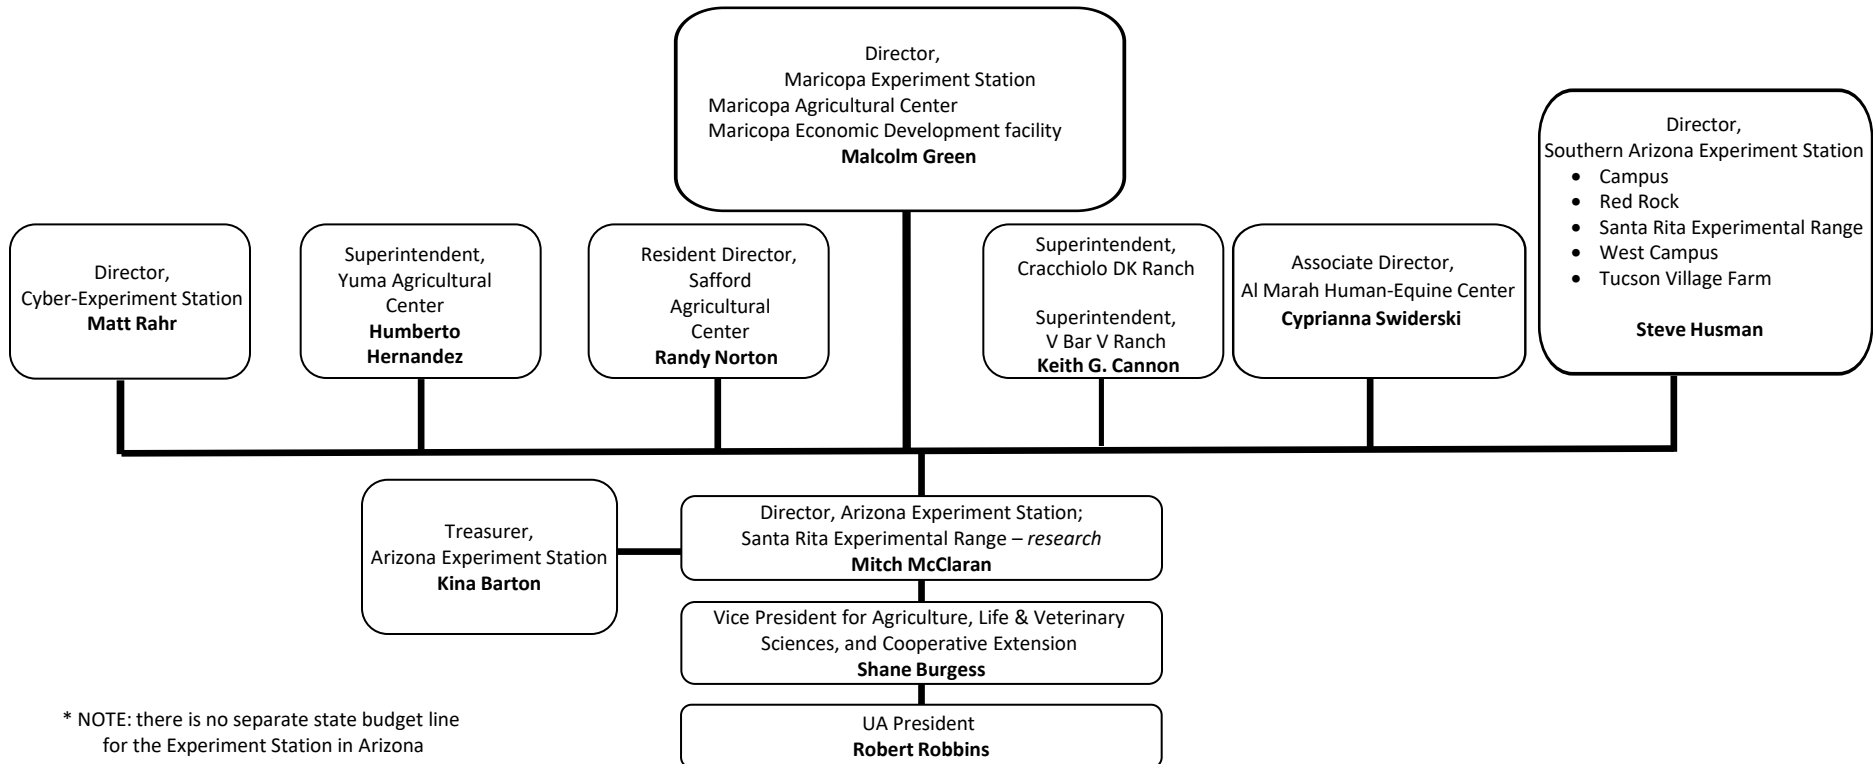 Director,
Maricopa Experiment Station
Maricopa Agricultural Center
Maricopa Economic Development facility
Malcolm Green
Director,
Cyber-Experiment Station
Matt Rahr
Superintendent,
Yuma Agricultural
Center
Humberto
Hernandez
Resident Director,
Safford
Agricultural
Center
Randy Norton
Superintendent,
Cracchiolo DK Ranch
Superintendent,
V Bar V Ranch
Keith G. Cannon
Associate Director,
Al Marah Human-Equine Center
Cyprianna Swiderski
Director,
Southern Arizona Experiment Station
• Campus
• Red Rock
• Santa Rita Experimental Range
• West Campus
• Tucson Village Farm
Steve Husman
Treasurer,
Arizona Experiment Station
Kina Barton
Director, Arizona Experiment Station;
Santa Rita Experimental Range – research
Mitch McClaran
Vice President for Agriculture, Life & Veterinary
Sciences, and Cooperative Extension
Shane Burgess
UA President
Robert Robbins
* NOTE: there is no separate state budget line
for the Experiment Station in Arizona